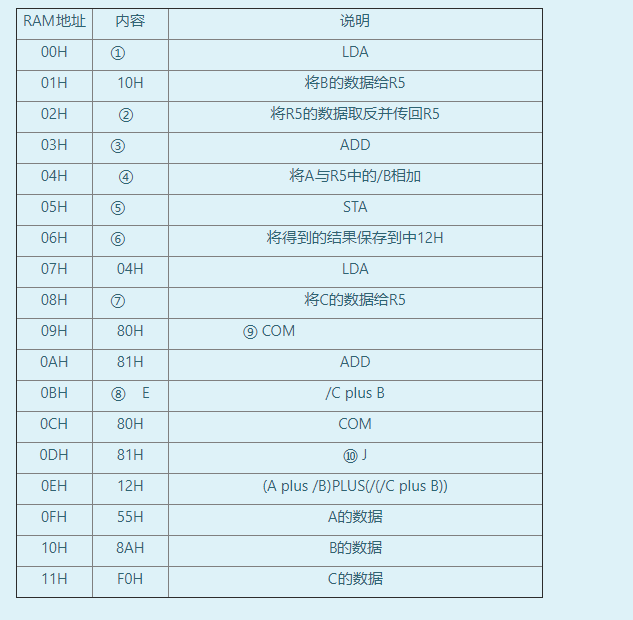 RAM地址 内容 说明
00H ① LDA
01H 10H 将B的数据给R5
02H ② 将R5的数据取反并传回R5
03H ③ ADD
04H ④ 将A与R5中的/B相加
05H ⑤ STA
06H ⑥ 将得到的结果保存到中12H
07H 04H LDA
08H ⑦ 将C的数据给R5
09H 80H ⑨ COM
0AH 81H ADD
0BH ⑧ E /C plus B
0CH 80H COM
0DH 81H ⑩ J
0EH 12H (A plus /B)PLUS(/(/C plus B))
0FH 55H A的数据
10H 8AH B的数据
11H F0H C的数据